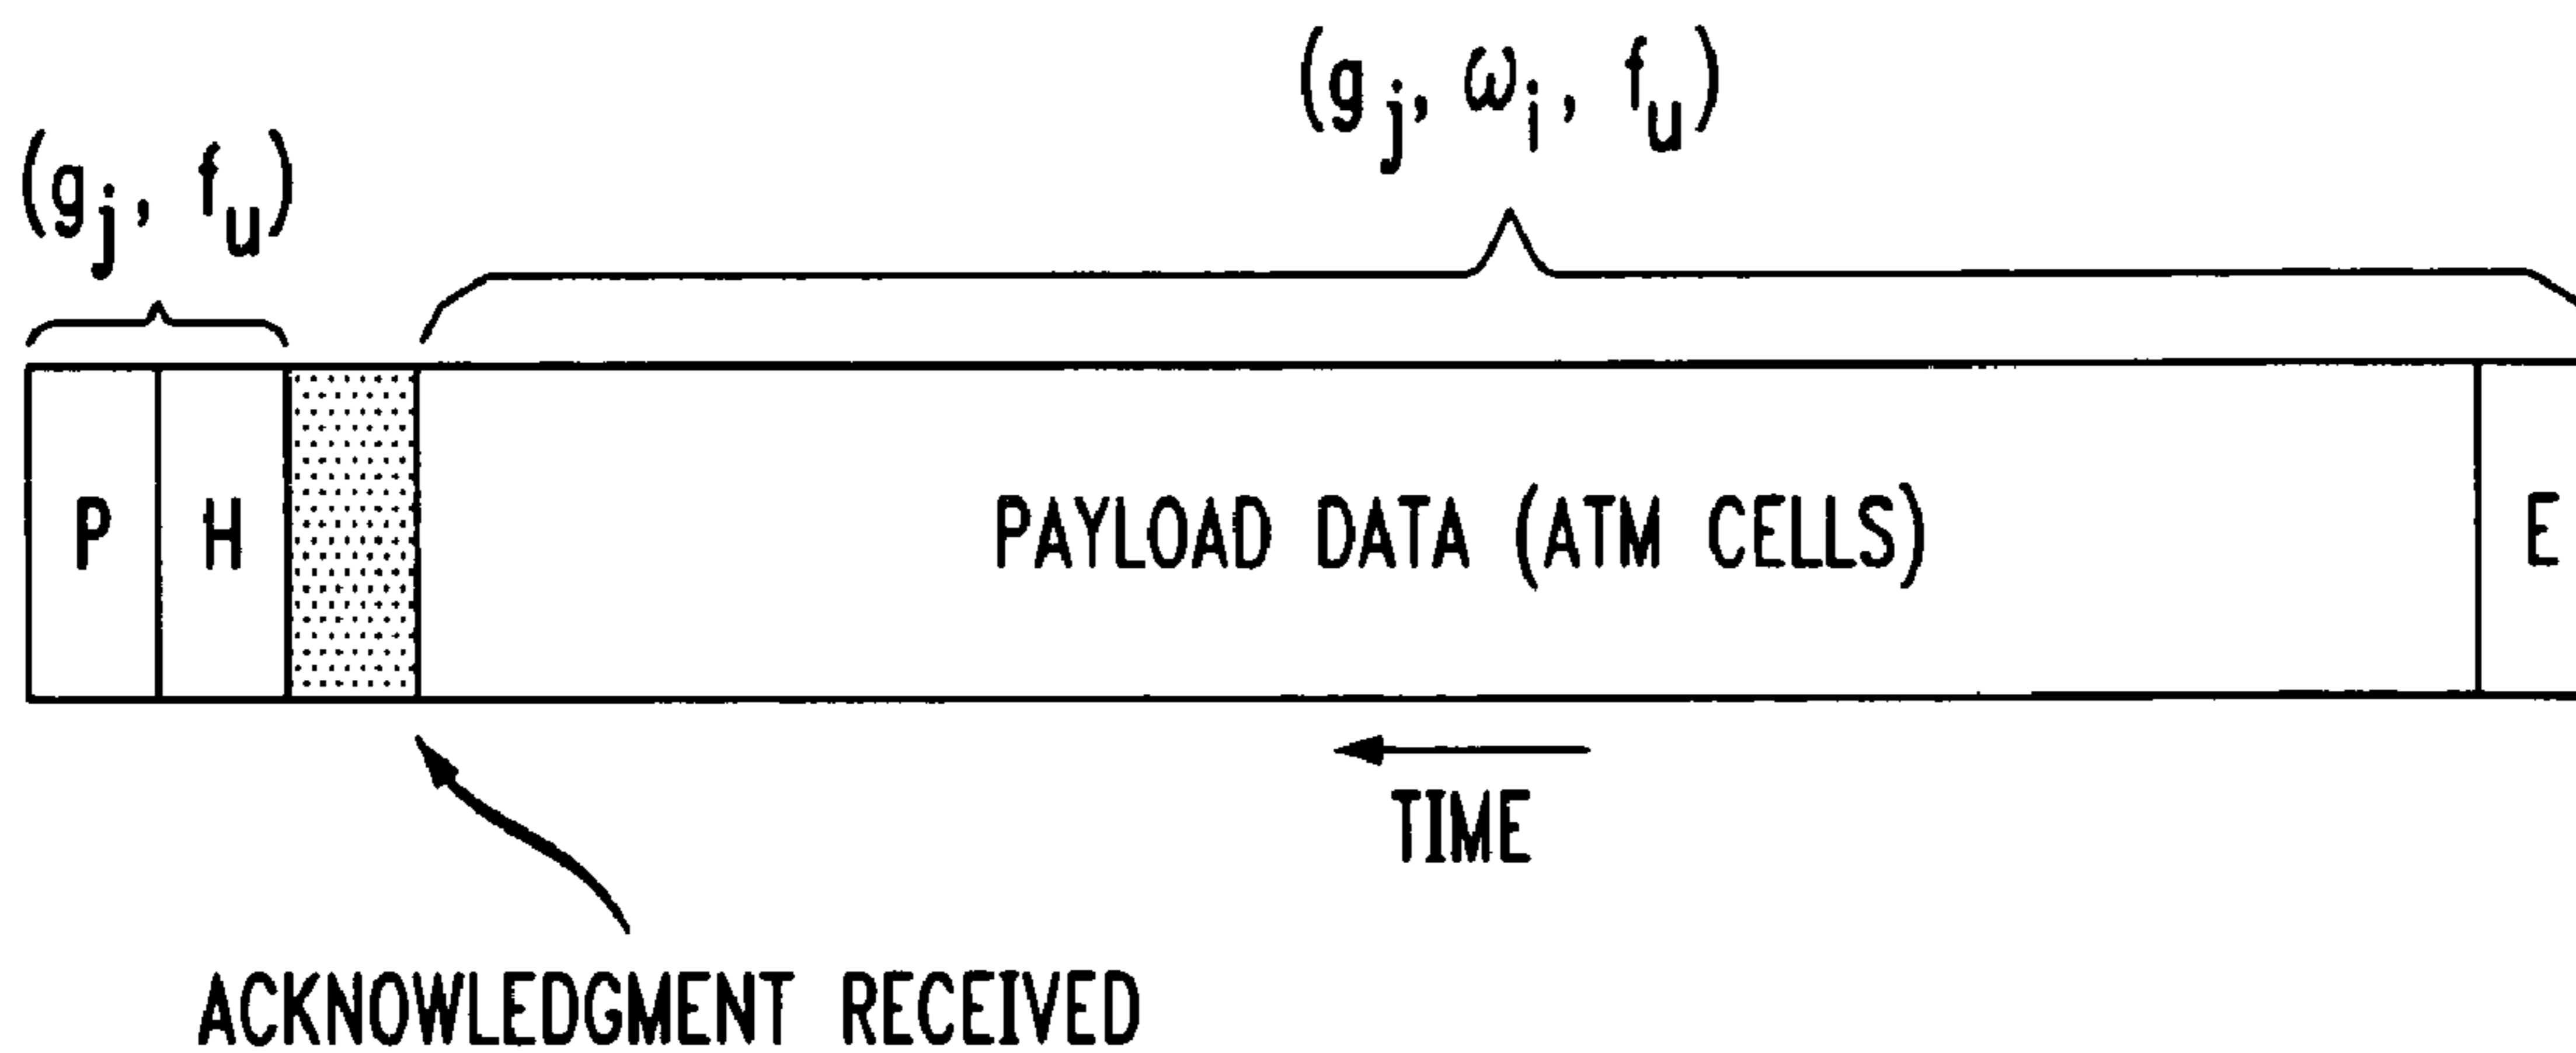 (g_j, ω_i, f_u)
(g_j, f_u)
P H PAYLOAD DATA (ATM CELLS) E
TIME
ACKNOWLEDGMENT RECEIVED